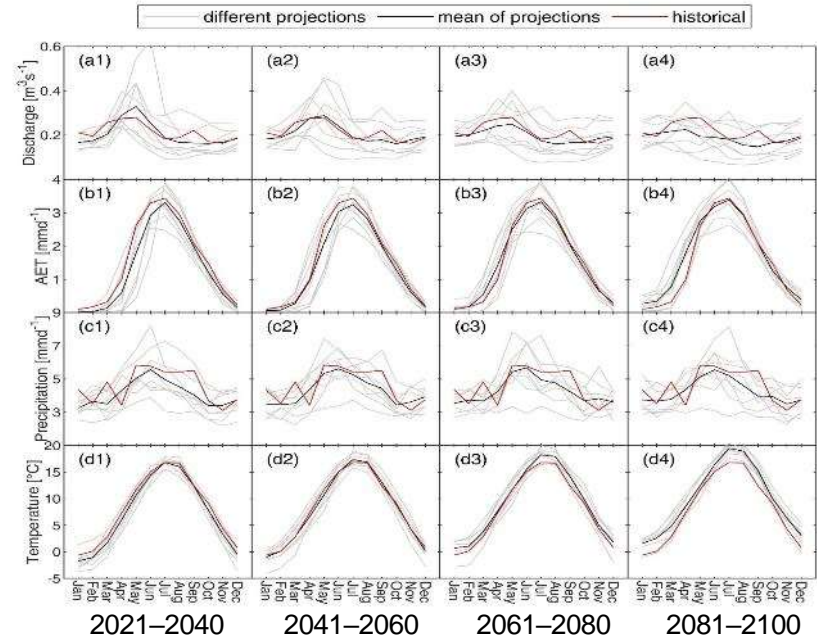 different projections mean of projections historical
Discharge [m³s⁻¹]
0.6
0.4
0.2
4
(a1) (a2) (a3) (a4)
AET [mmd⁻¹]
3
2
1
9
(b1) (b2) (b3) (b4)
Precipitation [mmd⁻¹]
7
5
3
20
(c1) (c2) (c3) (c4)
Temperature [°C]
15
10
5
0
-5
(d1) (d2) (d3) (d4)
Jan Feb Mar Apr May Jun Jul Aug Sep Oct Nov Dec Jan Feb Mar Apr May Jun Jul Aug Sep Oct Nov Dec Jan Feb Mar Apr May Jun Jul Aug Sep Oct Nov Dec Jan Feb Mar Apr May Jun Jul Aug Sep Oct Nov Dec
2021–2040 2041–2060 2061–2080 2081–2100